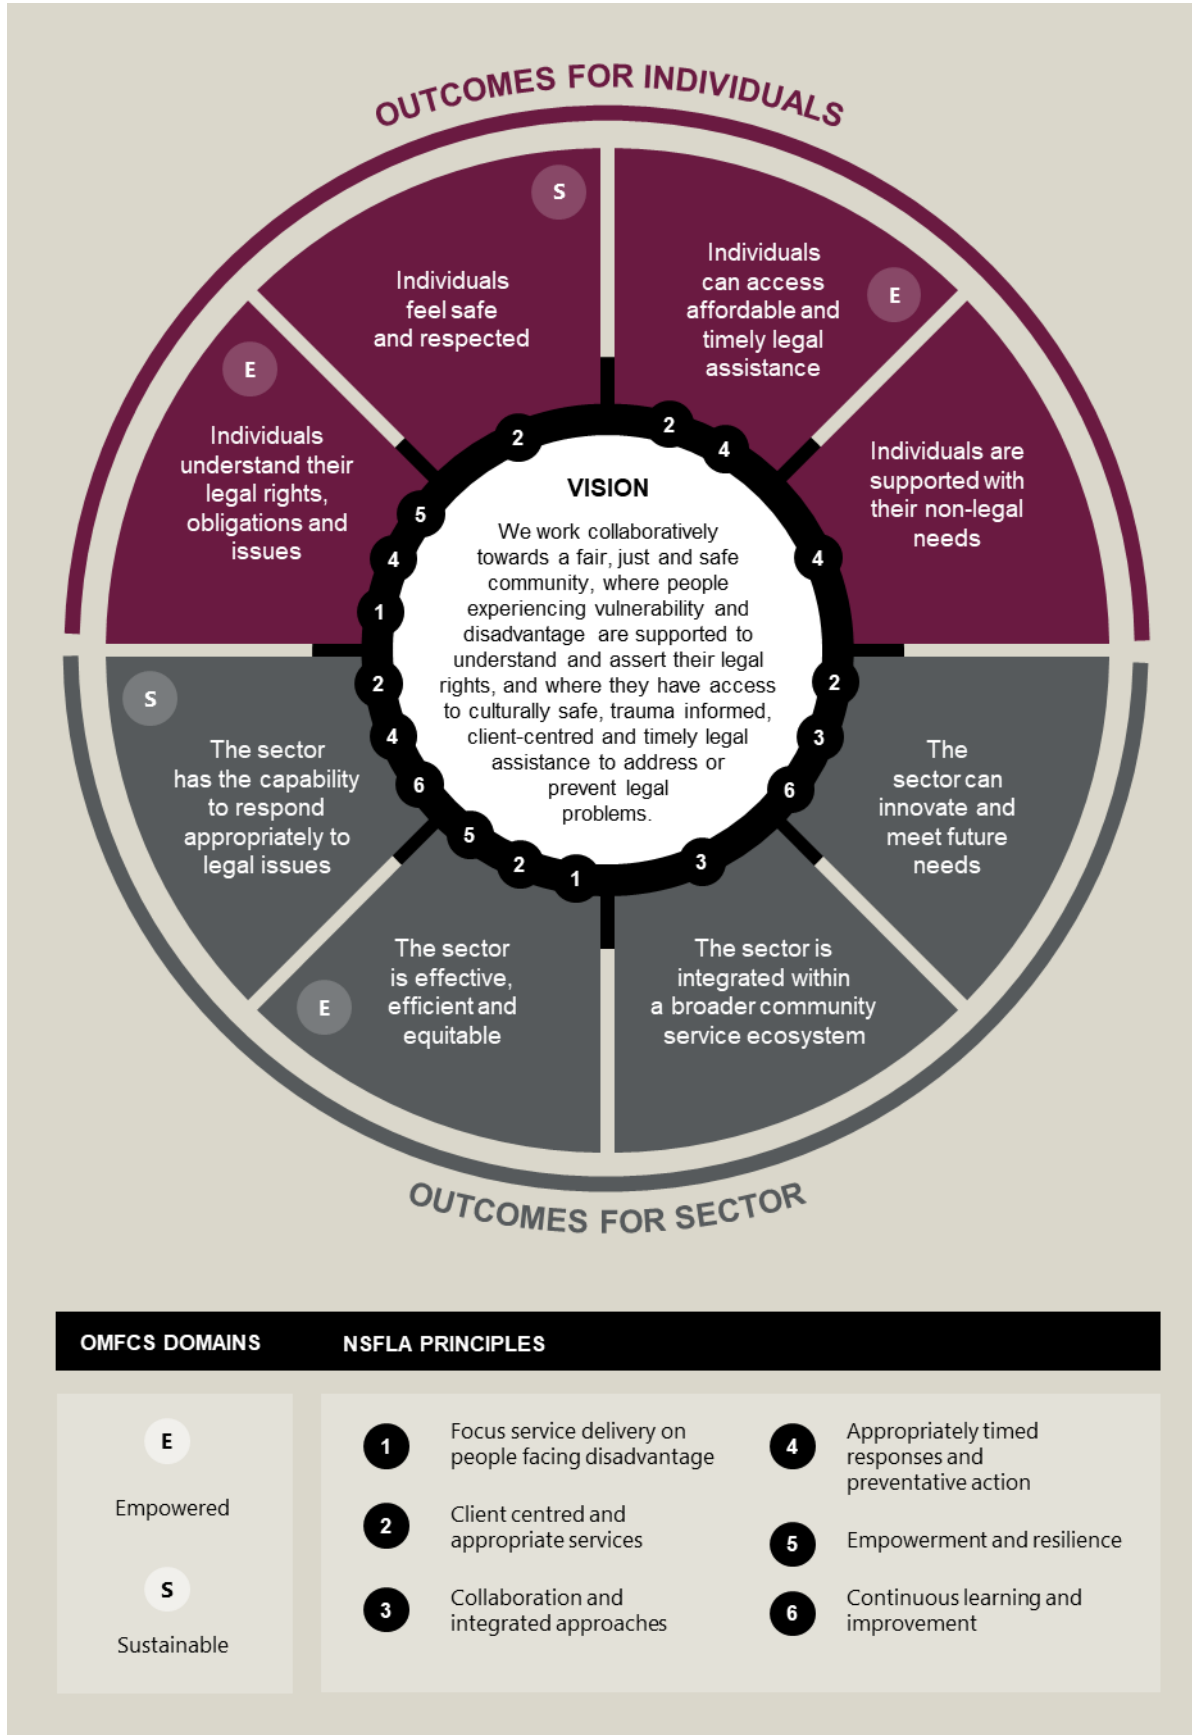 OUTCOMES FOR INDIVIDUALS
S
Individuals
feel safe
and respected
Individuals
can access
affordable and
timely legal
assistance
E
E
Individuals
understand their
legal rights,
obligations and
issues
Individuals are
supported with
their non-legal
needs
2
2
4
5
4
1
4
VISION
We work collaboratively
towards a fair, just and safe
community, where people
experiencing vulnerability and
disadvantage are supported to
understand and assert their legal
rights, and where they have access
to culturally safe, trauma informed,
client-centred and timely legal
assistance to address or
prevent legal
problems.
2
4
6
5
2
1
3
6
3
2
S
The sector
has the capability
to respond
appropriately to
legal issues
The
sector can
innovate and
meet future
needs
E
The sector
is effective,
efficient and
equitable
The sector is
integrated within
a broader community
service ecosystem
OUTCOMES FOR SECTOR
OMFCS DOMAINS
E
Empowered
S
Sustainable
NSFLA PRINCIPLES
1
Focus service delivery on
people facing disadvantage
2
Client centred and
appropriate services
3
Collaboration and
integrated approaches
4
Appropriately timed
responses and
preventative action
5
Empowerment and resilience
6
Continuous learning and
improvement